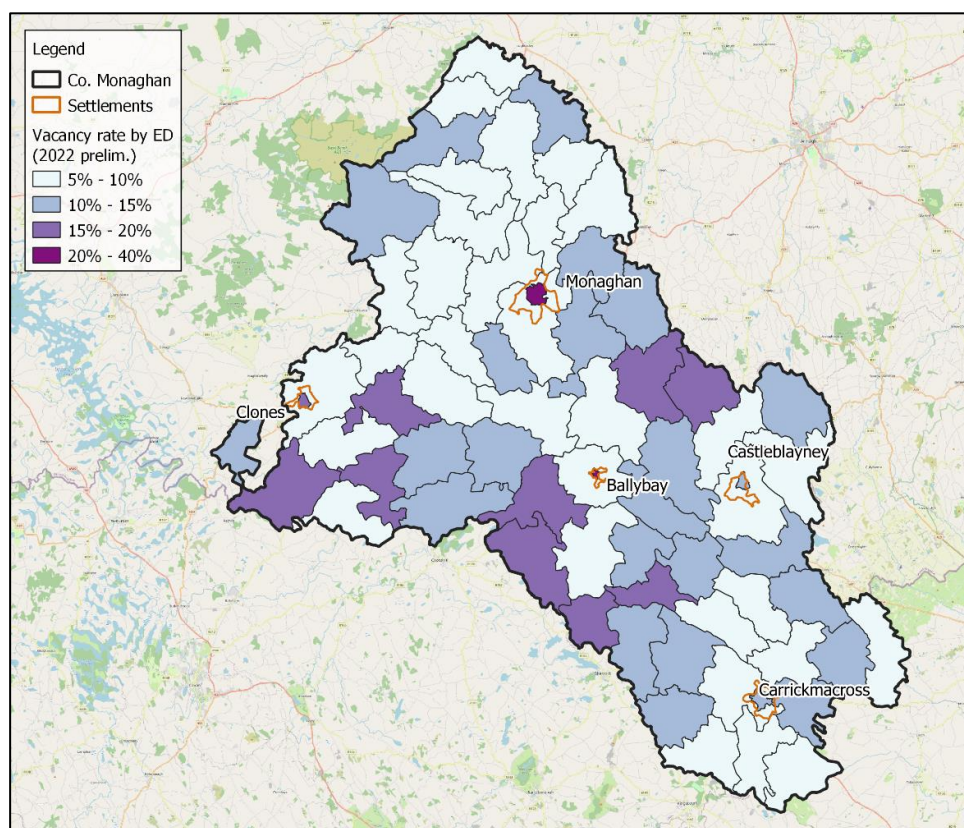 Legend
Co. Monaghan
Settlements
Vacancy rate by ED
(2022 prelim.)
5% - 10%
10% - 15%
15% - 20%
20% - 40%
Monaghan
Clones
Castleblayney
Ballybay
Carrickmacross